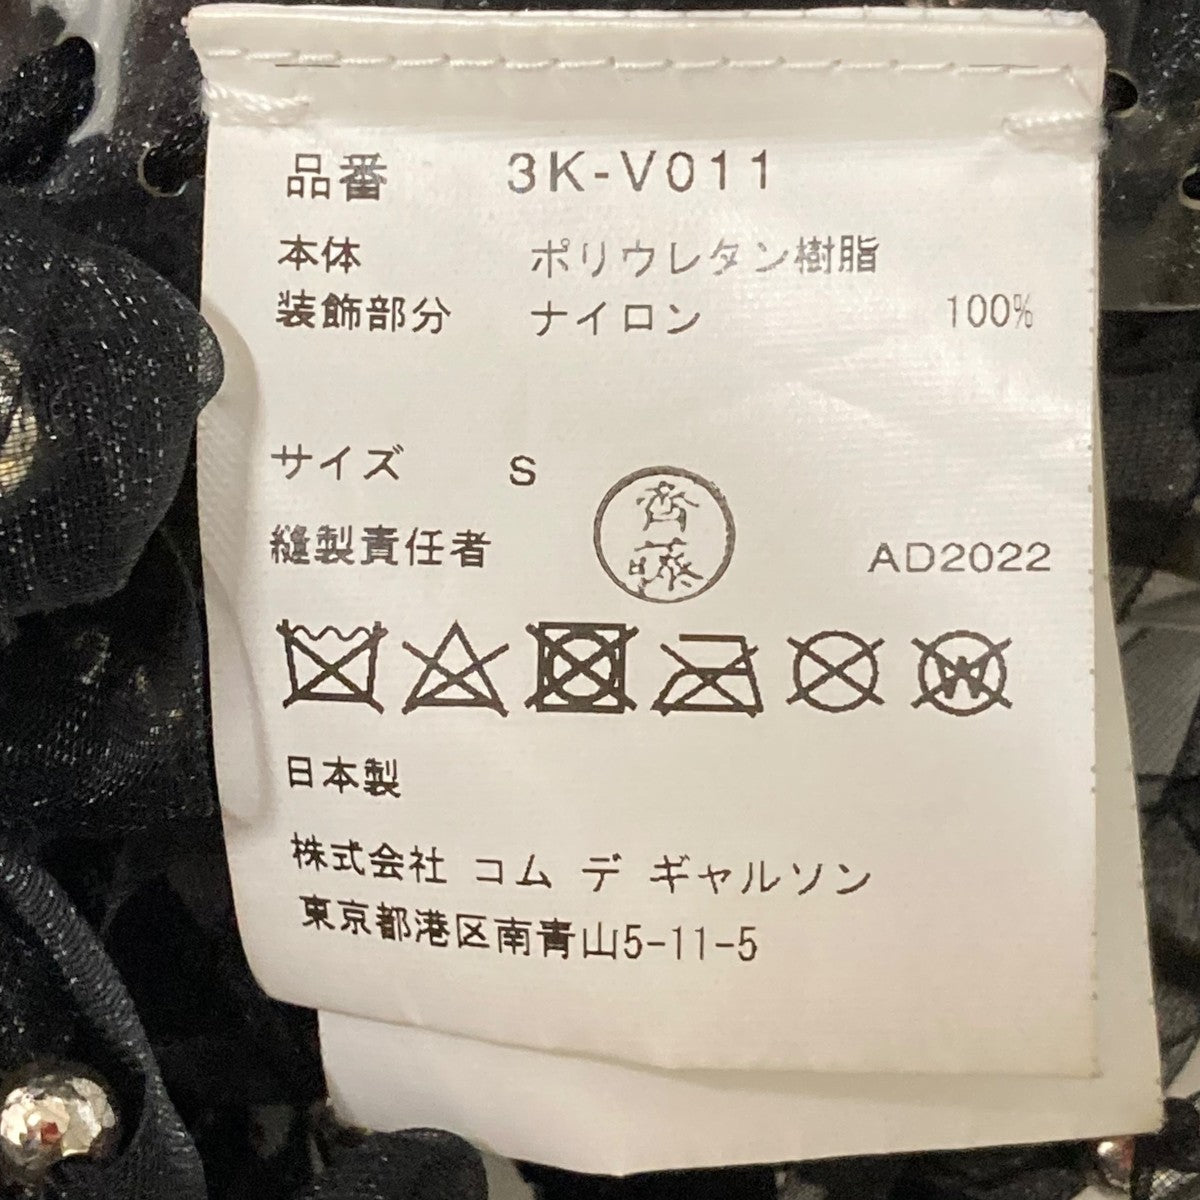 品番 3K-V011
本体 ポリウレタン樹脂
装飾部分 ナイロン 100%
サイズ S
縫製責任者 齊藤 AD2022
W
日本製
株式会社 コム デ ギャルソン
東京都港区南青山5-11-5